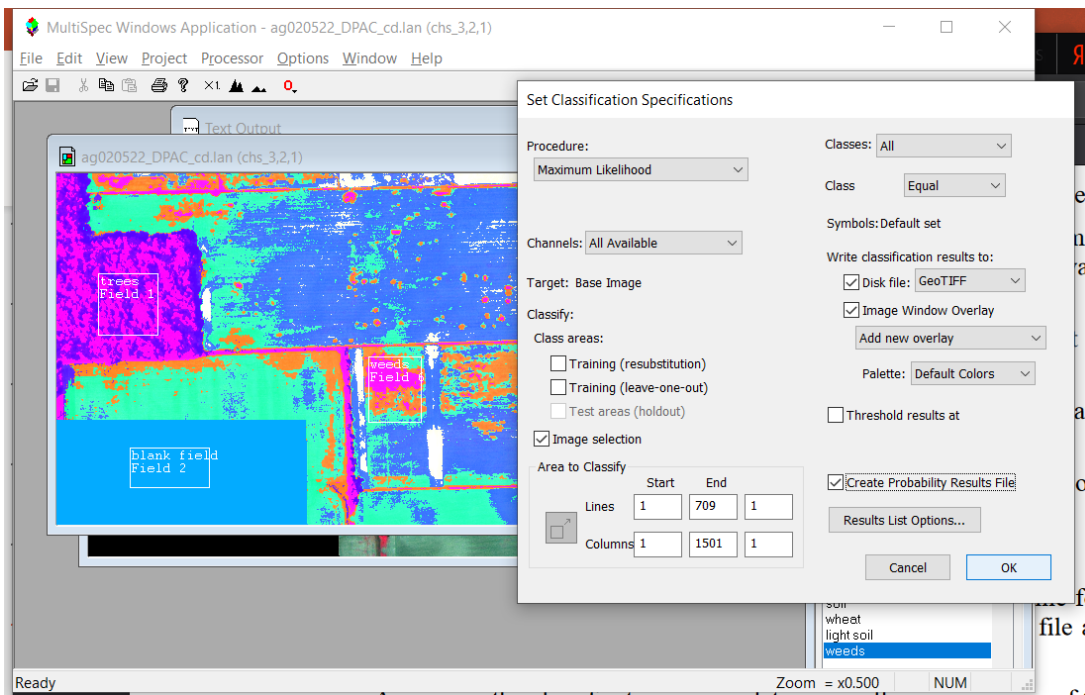 MultiSpec Windows Application - ag020522_DPAC_cd.lan (chs_3,2,1)
File Edit View Project Processor Options Window Help
×1
Text Output
ag020522_DPAC_cd.lan (chs_3,2,1)
trees
Field 1
weeds
Field 6
blank field
Field 2
Set Classification Specifications
Procedure:
Maximum Likelihood
Channels: All Available
Target: Base Image
Classify:
Class areas:
Training (resubstitution)
Training (leave-one-out)
Test areas (holdout)
Image selection
Area to Classify
Start End
Lines 1 709 1
Columns 1 1501 1
Classes: All
Class Equal
Symbols: Default set
Write classification results to:
Disk file: GeoTIFF
Image Window Overlay
Add new overlay
Palette: Default Colors
Threshold results at
Create Probability Results File
Results List Options...
Cancel OK
soil
wheat
light soil
weeds
file
Ready
Zoom = x0.500 NUM
Я